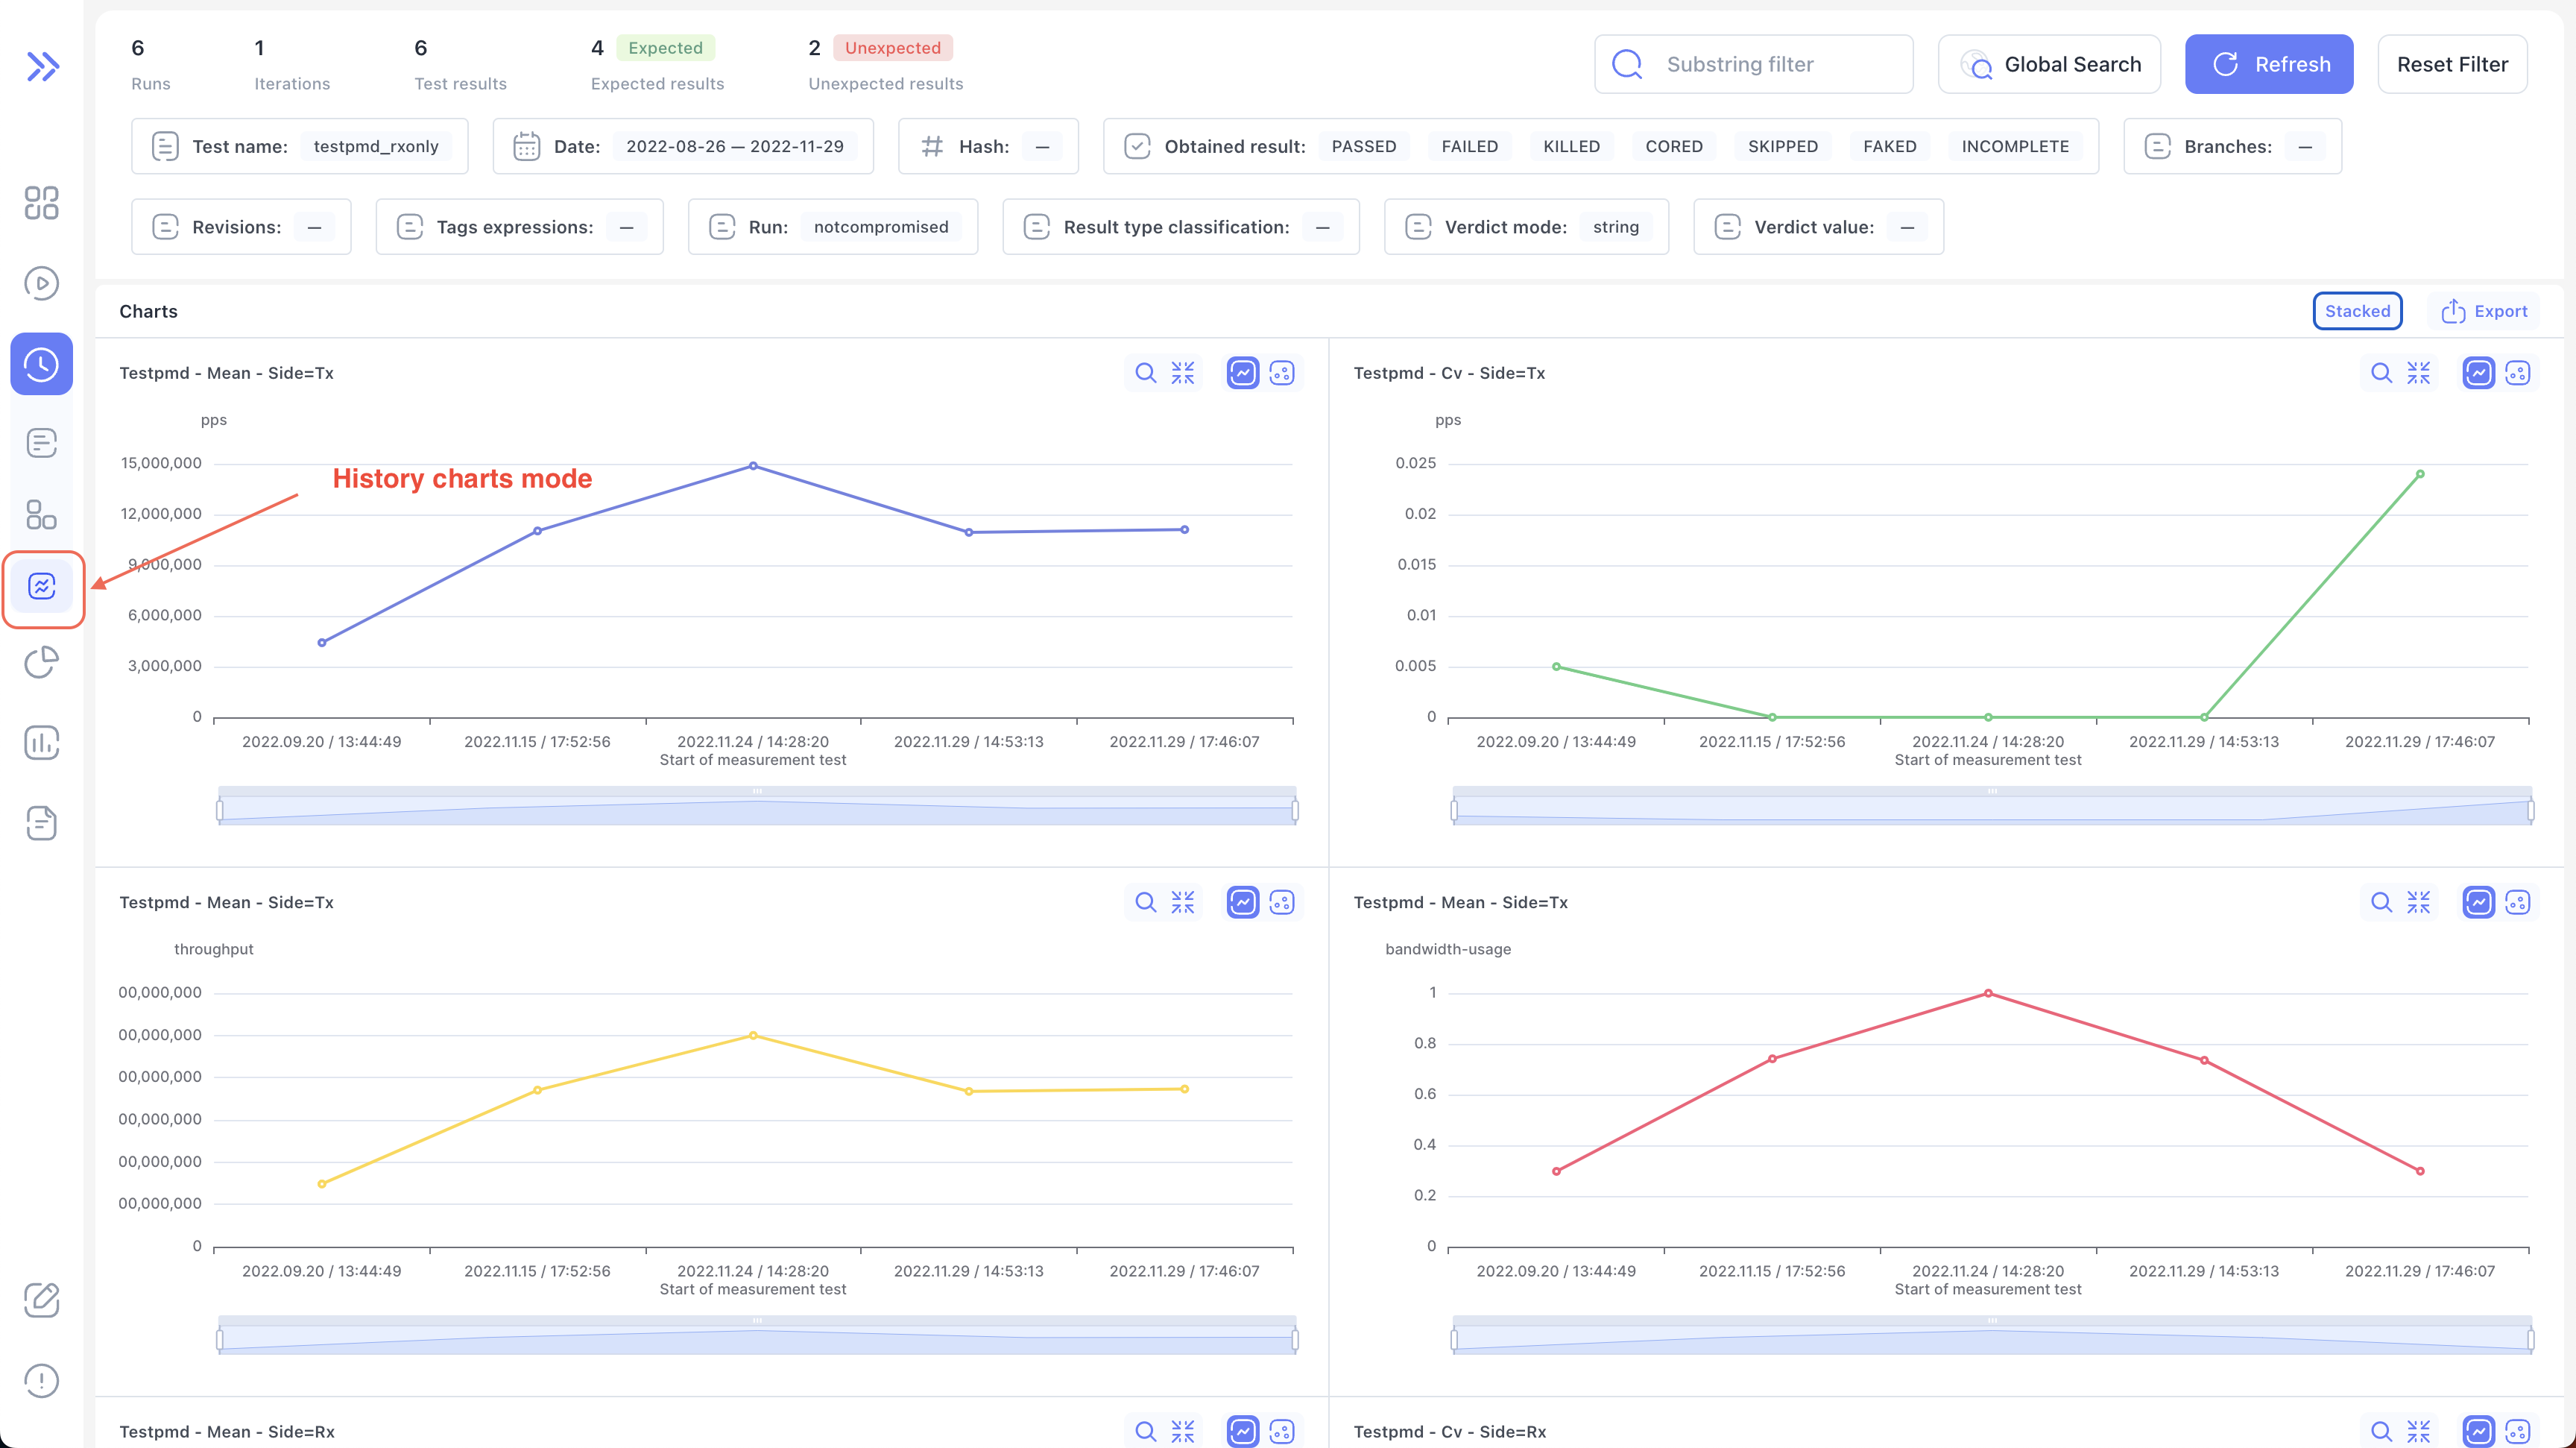 6
Runs
1
Iterations
6
Test results
4 Expected
Expected results
2 Unexpected
Unexpected results
Substring filter
Global Search
Refresh
Reset Filter
Test name: testpmd_rxonly
Date: 2022-08-26 — 2022-11-29
Hash: —
Obtained result: PASSED FAILED KILLED CORED SKIPPED FAKED INCOMPLETE
Branches: —
Revisions: —
Tags expressions: —
Run: notcompromised
Result type classification: —
Verdict mode: string
Verdict value: —
Charts
Stacked
Export
Testpmd - Mean - Side=Tx
pps
15,000,000
12,000,000
9,000,000
6,000,000
3,000,000
0
2022.09.20 / 13:44:49
2022.11.15 / 17:52:56
2022.11.24 / 14:28:20
2022.11.29 / 14:53:13
2022.11.29 / 17:46:07
Start of measurement test
History charts mode
Testpmd - Cv - Side=Tx
pps
0.025
0.02
0.015
0.01
0.005
0
2022.09.20 / 13:44:49
2022.11.15 / 17:52:56
2022.11.24 / 14:28:20
2022.11.29 / 14:53:13
2022.11.29 / 17:46:07
Start of measurement test
Testpmd - Mean - Side=Tx
throughput
00,000,000
00,000,000
00,000,000
00,000,000
00,000,000
00,000,000
0
2022.09.20 / 13:44:49
2022.11.15 / 17:52:56
2022.11.24 / 14:28:20
2022.11.29 / 14:53:13
2022.11.29 / 17:46:07
Start of measurement test
Testpmd - Mean - Side=Tx
bandwidth-usage
1
0.8
0.6
0.4
0.2
0
2022.09.20 / 13:44:49
2022.11.15 / 17:52:56
2022.11.24 / 14:28:20
2022.11.29 / 14:53:13
2022.11.29 / 17:46:07
Start of measurement test
Testpmd - Mean - Side=Rx
Testpmd - Cv - Side=Rx